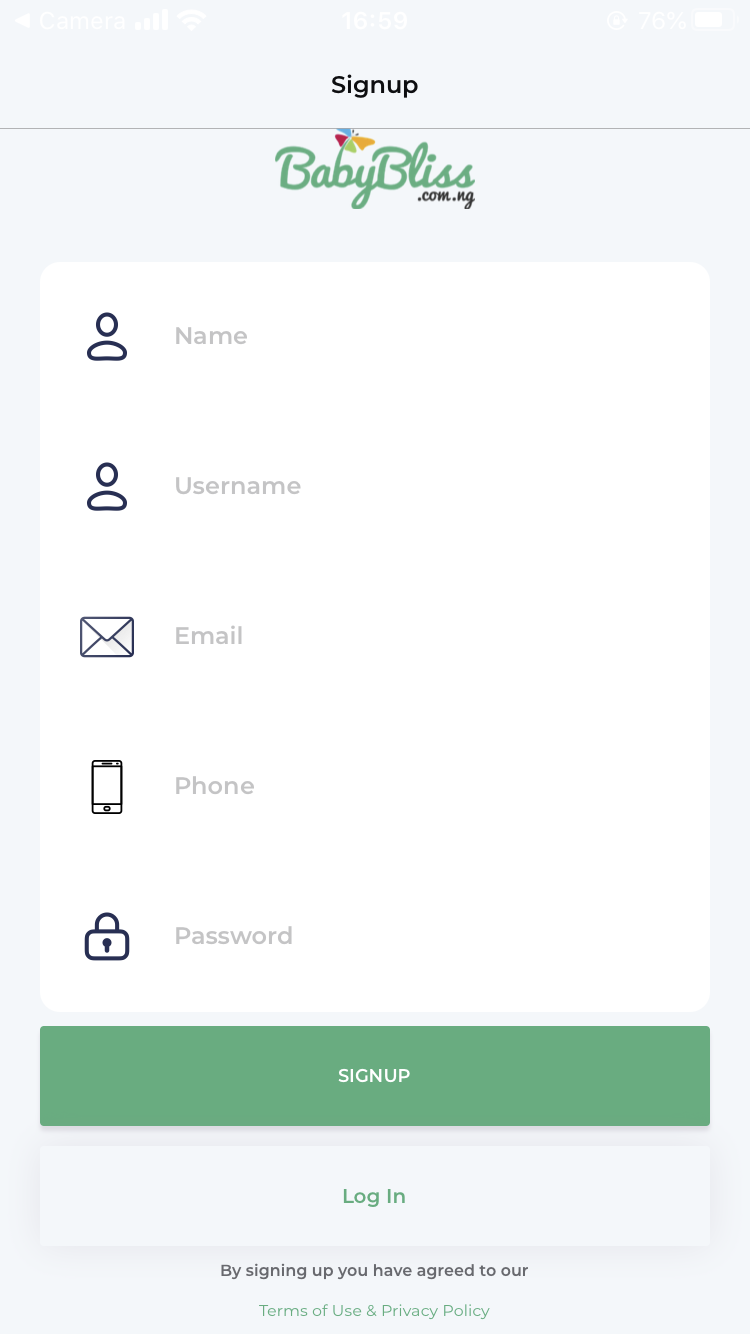 Camera 16:59 76%
Signup
BabyBliss
.com.ng
Name
Username
Email
Phone
Password
SIGNUP
Log In
By signing up you have agreed to our
Terms of Use & Privacy Policy